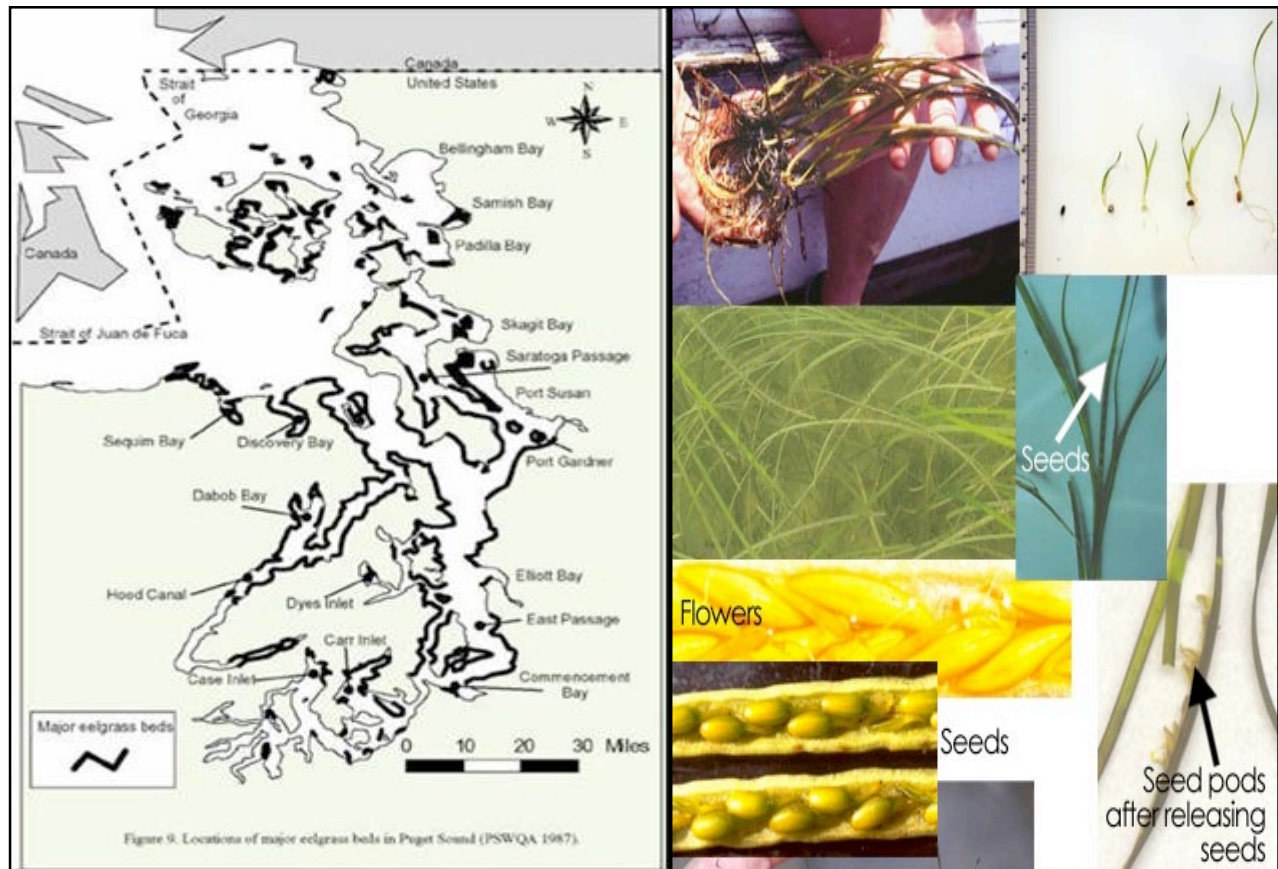 Canada
United States
Strait
of
Georgia
N
W E
S
Bellingham Bay
Samish Bay
Padilla Bay
Canada
Strait of Juan de Fuca
Skagit Bay
Saratoga Passage
Port Susan
Sequim Bay
Discovery Bay
Port Gardner
Dabob Bay
Hood Canal
Dyes Inlet
Elliott Bay
East Passage
Carr Inlet
Case Inlet
Commencement
Bay
Major eelgrass beds
0 10 20 30 Miles
Figure 9. Locations of major eelgrass beds in Puget Sound (PSWQA 1987).
Seeds
Flowers
Seeds
Seed pods
after releasing
seeds